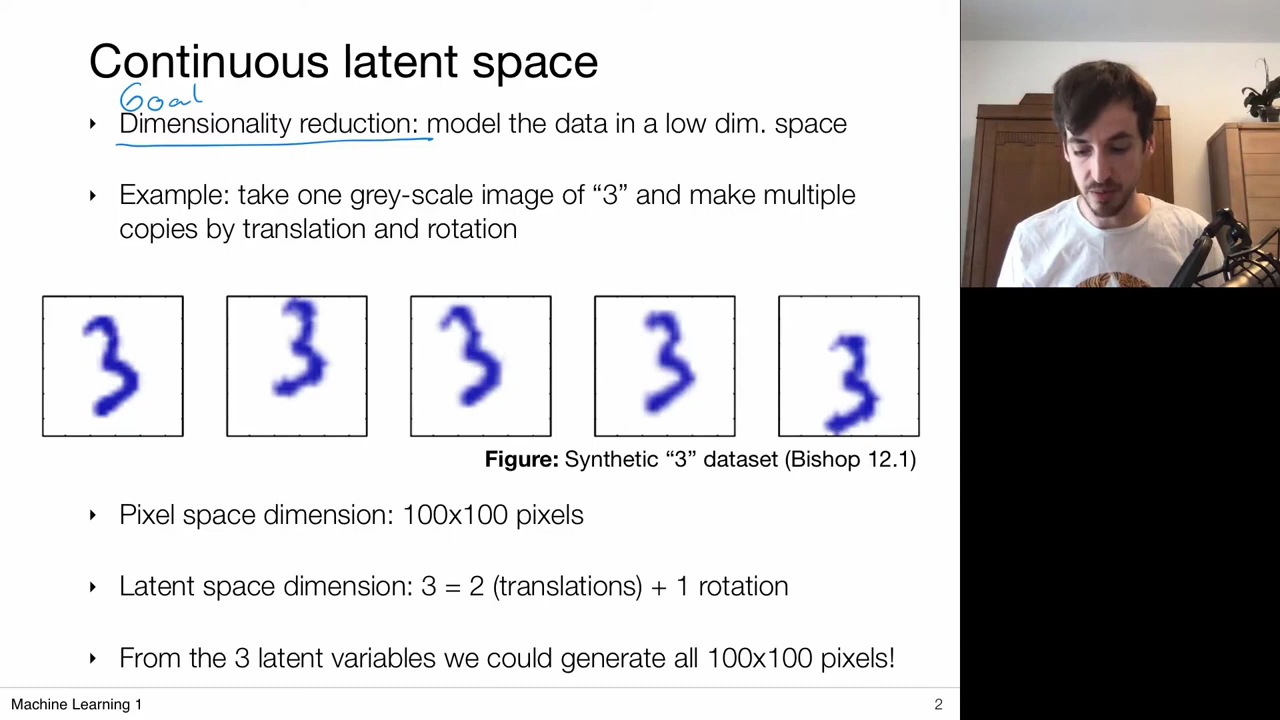 Continuous latent space
Goal
‣ Dimensionality reduction: model the data in a low dim. space
‣ Example: take one grey-scale image of “3” and make multiple
copies by translation and rotation
3 3 3 3 3
Figure: Synthetic “3” dataset (Bishop 12.1)
‣ Pixel space dimension: 100x100 pixels
‣ Latent space dimension: 3 = 2 (translations) + 1 rotation
‣ From the 3 latent variables we could generate all 100x100 pixels!
Machine Learning 1
2